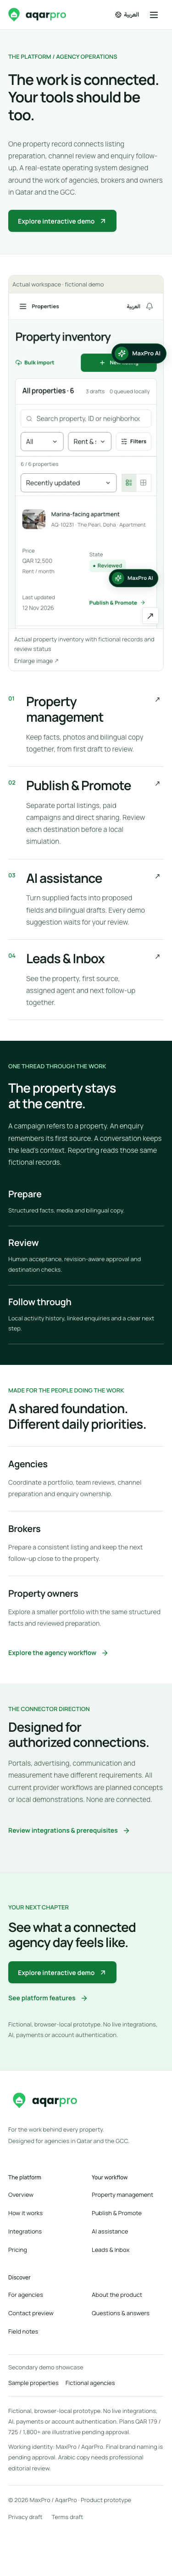 aqarpro
العربية
THE PLATFORM / AGENCY OPERATIONS
The work is connected.
Your tools should be
too.
One property record connects listing
preparation, channel review and enquiry follow-
up. A real-estate operating system designed
around the work of agencies, brokers and owners
in Qatar and the GCC.
Explore interactive demo
Actual workspace · fictional demo
Properties
العربية
Property inventory
MaxPro AI
Bulk import
All properties · 6
3 drafts
0 queued locally
Search property, ID or neighborhood
All
Rent &
Filters
6 / 6 properties
Recently updated
Marina-facing apartment
AQ-10231 · The Pearl, Doha · Apartment
Price
QAR 12,500
Rent / month
State
Reviewed
MaxPro AI
Last updated
12 Nov 2026
Publish & Promote
Actual property inventory with fictional records and
review status
Enlarge image
01
Property
management
Keep facts, photos and bilingual copy
together, from first draft to review.
02
Publish & Promote
Separate portal listings, paid
campaigns and direct sharing. Review
each destination before a local
simulation.
03
AI assistance
Turn supplied facts into proposed
fields and bilingual drafts. Every demo
suggestion waits for your review.
04
Leads & Inbox
See the property, first source,
assigned agent and next follow-up
together.
ONE THREAD THROUGH THE WORK
The property stays
at the centre.
A campaign refers to a property. An enquiry
remembers its first source. A conversation keeps
the lead's context. Reporting reads those same
fictional records.
Prepare
Structured facts, media and bilingual copy.
Review
Human acceptance, revision-aware approval and
destination checks.
Follow through
Local activity history, linked enquiries and a clear next
step.
MADE FOR THE PEOPLE DOING THE WORK
A shared foundation.
Different daily priorities.
Agencies
Coordinate a portfolio, team reviews, channel
preparation and enquiry ownership.
Brokers
Prepare a consistent listing and keep the next
follow-up close to the property.
Property owners
Explore a smaller portfolio with the same structured
facts and reviewed preparation.
Explore the agency workflow
THE CONNECTOR DIRECTION
Designed for
authorized connections.
Portals, advertising, communication and
measurement have different requirements. All
current provider workflows are planned concepts
or local demonstrations. None are connected.
Review integrations & prerequisites
YOUR NEXT CHAPTER
See what a connected
agency day feels like.
Explore interactive demo
See platform features
Fictional, browser-local prototype. No live integrations,
AI, payments or account authentication.
aqarpro
For the work behind every property.
Designed for agencies in Qatar and the GCC.
The platform
Overview
How it works
Integrations
Pricing
Your workflow
Property management
Publish & Promote
AI assistance
Leads & Inbox
Discover
For agencies
About the product
Contact preview
Questions & answers
Field notes
Secondary demo showcase
Sample properties
Fictional agencies
Fictional, browser-local prototype. No live integrations,
AI, payments or account authentication. Plans QAR 179 /
725 / 1,800+ are illustrative pending approval.
Working identity: MaxPro / AqarPro. Final brand naming is
pending approval. Arabic copy needs professional
editorial review.
© 2026 MaxPro / AqarPro · Product prototype
Privacy draft
Terms draft